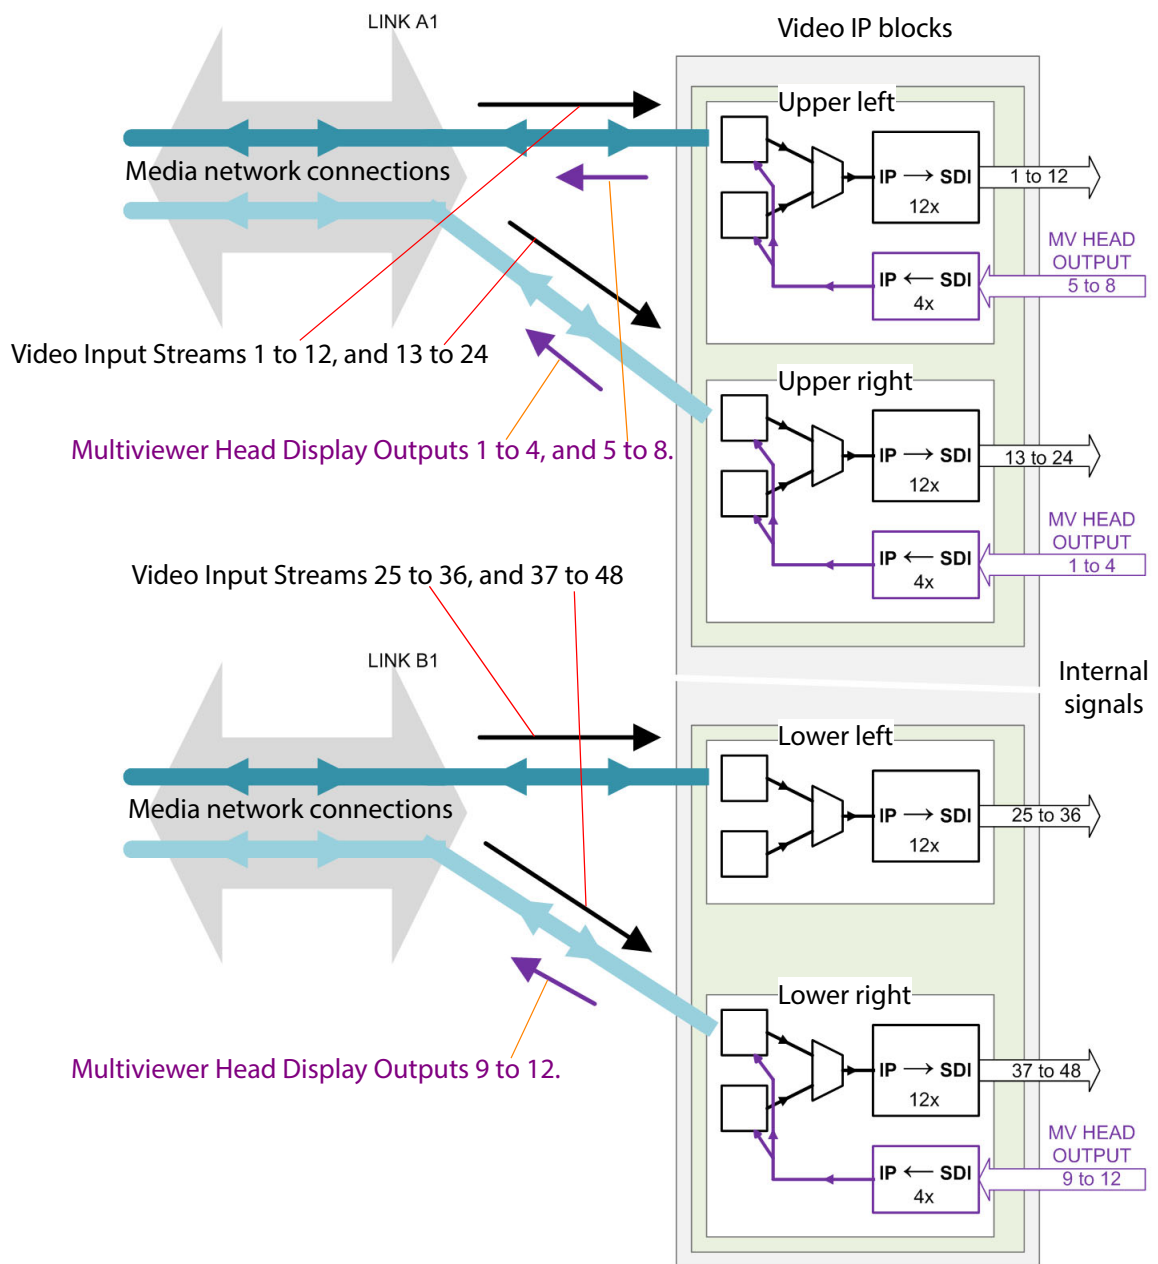 LINK A1
Video IP blocks
Upper left
Media network connections
IP → SDI
12x
1 to 12
MV HEAD
OUTPUT
5 to 8
IP ← SDI
4x
Video Input Streams 1 to 12, and 13 to 24
Upper right
Multiviewer Head Display Outputs 1 to 4, and 5 to 8.
IP → SDI
12x
13 to 24
MV HEAD
OUTPUT
1 to 4
IP ← SDI
4x
Video Input Streams 25 to 36, and 37 to 48
LINK B1
Internal
signals
Lower left
Media network connections
IP → SDI
12x
25 to 36
Lower right
Multiviewer Head Display Outputs 9 to 12.
IP → SDI
12x
37 to 48
MV HEAD
OUTPUT
9 to 12
IP ← SDI
4x